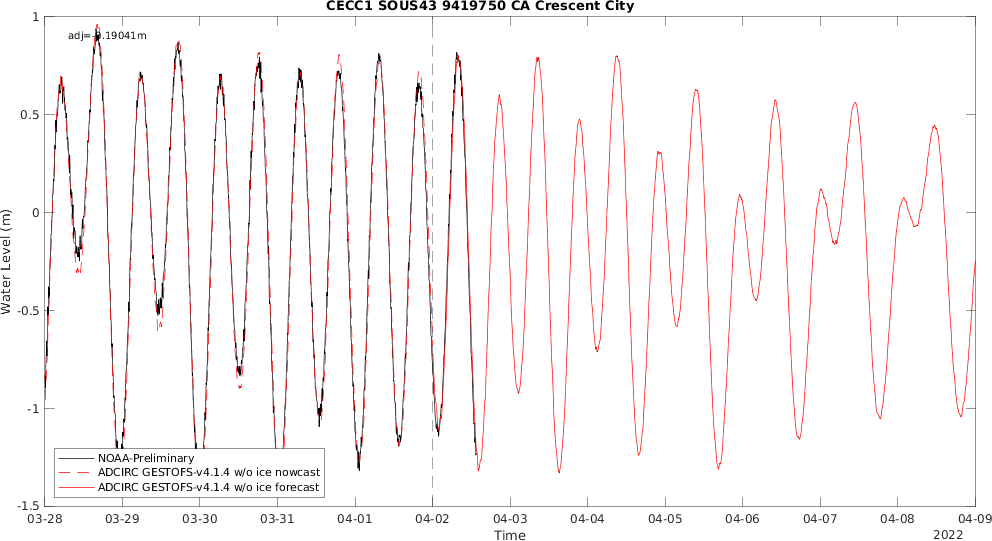 CECC1 SOUS43 9419750 CA Crescent City
adj=-0.19041m
Water Level (m)
1
0.5
0
-0.5
-1
-1.5
NOAA-Preliminary
ADCIRC GESTOFS-v4.1.4 w/o ice nowcast
ADCIRC GESTOFS-v4.1.4 w/o ice forecast
03-28 03-29 03-30 03-31 04-01 04-02 04-03 04-04 04-05 04-06 04-07 04-08 04-09
Time
2022